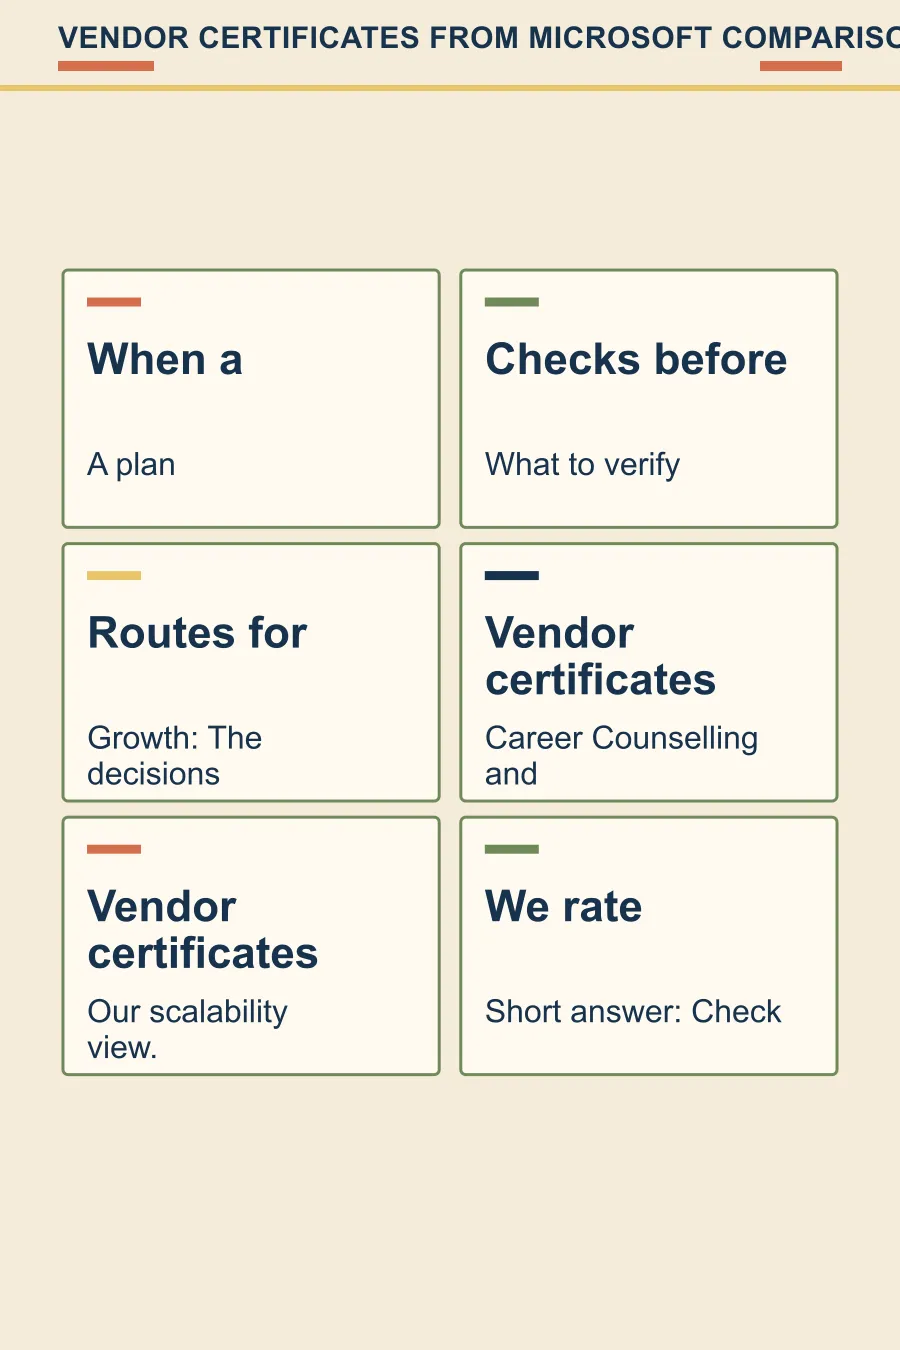 VENDOR CERTIFICATES FROM MICROSOFT COMPARISO
When a
A plan
Checks before
What to verify
Routes for
Growth: The
decisions
Vendor
certificates
Career Counselling
and
Vendor
certificates
Our scalability
view.
We rate
Short answer: Check